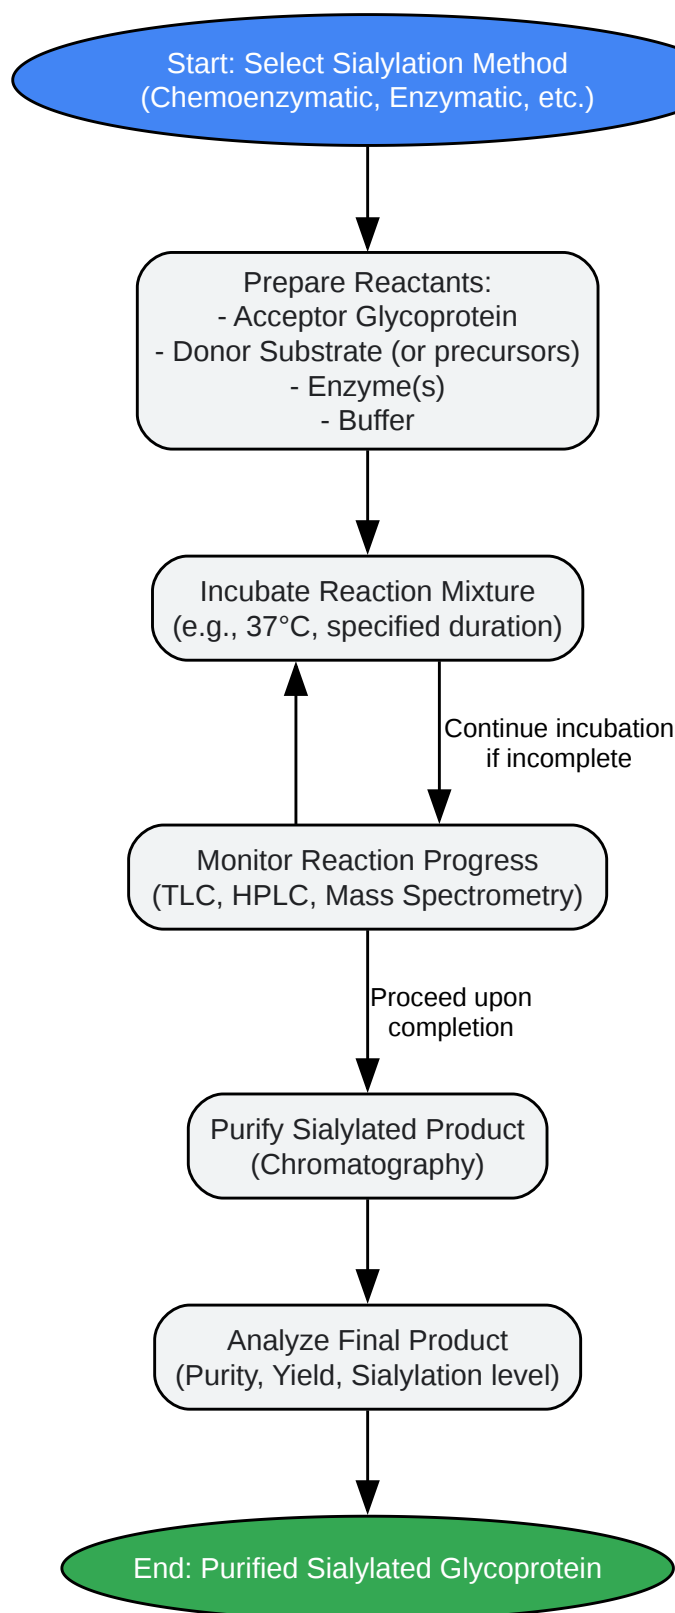 Start: Select Sialylation Method
(Chemoenzymatic, Enzymatic, etc.)
Prepare Reactants:
- Acceptor Glycoprotein
- Donor Substrate (or precursors)
- Enzyme(s)
- Buffer
Incubate Reaction Mixture
(e.g., 37°C, specified duration)
Continue incubation
if incomplete
Monitor Reaction Progress
(TLC, HPLC, Mass Spectrometry)
Proceed upon
completion
Purify Sialylated Product
(Chromatography)
Analyze Final Product
(Purity, Yield, Sialylation level)
End: Purified Sialylated Glycoprotein